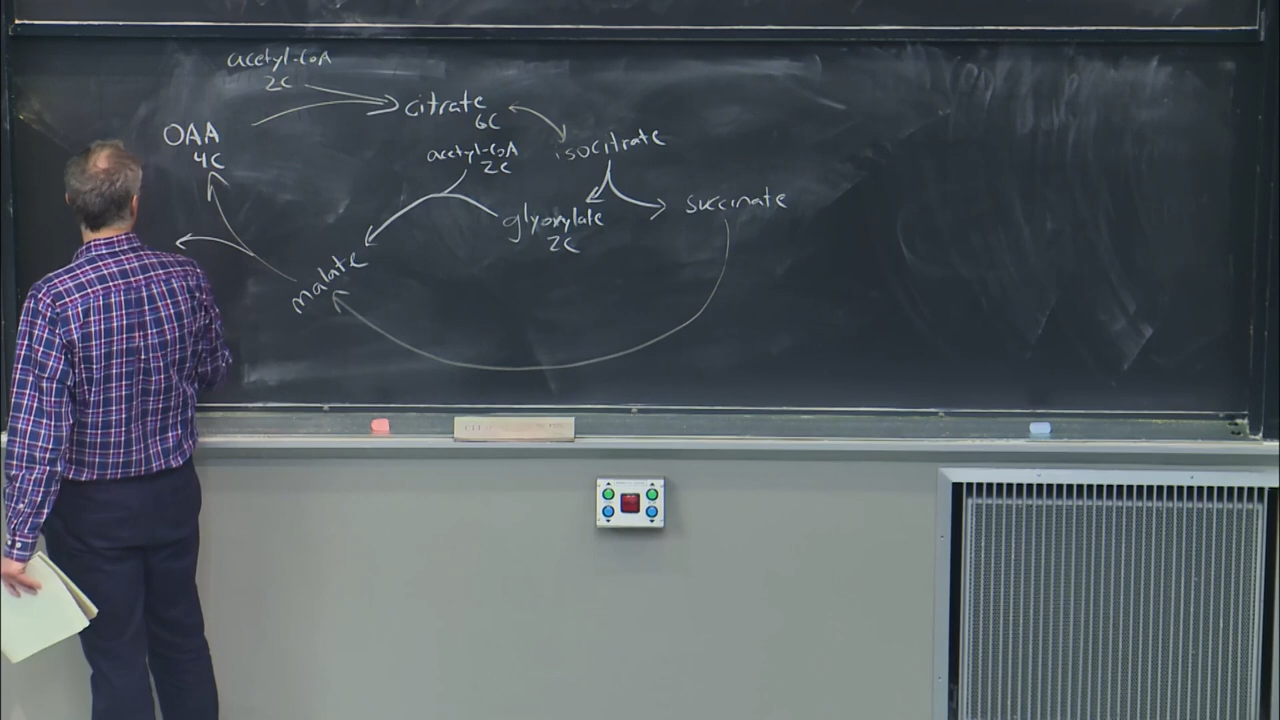 acetyl-CoA
2C
citrate
6C
OAA
4C
isocitrate
acetyl-CoA
2C
succinate
glyoxylate
2C
malate